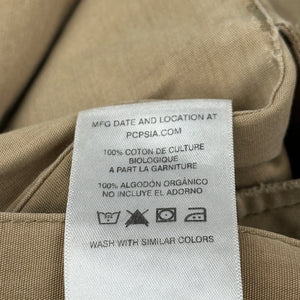 MFG DATE AND LOCATION AT
PCPSIA.COM
100% COTON DE CULTURE
BIOLOGIQUE
A PART LA GARNITURE
100% ALGODÓN ORGÁNICO
NO INCLUYE EL ADORNO
WASH WITH SIMILAR COLORS